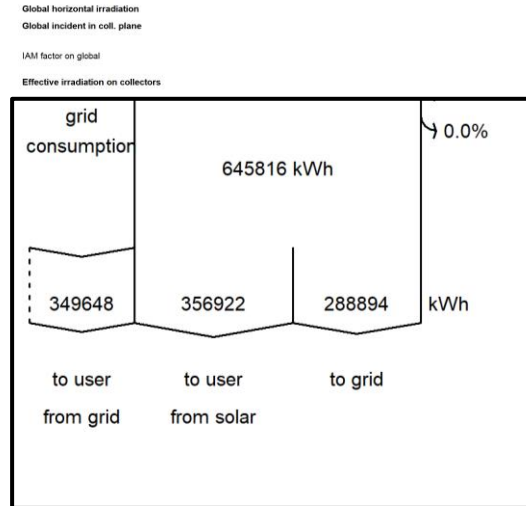 Global horizontal irradiation
Global incident in coll. plane
IAM factor on global
Effective irradiation on collectors
grid
consumption
0.0%
645816 kWh
349648 356922 288894 kWh
to user to user to grid
from grid from solar